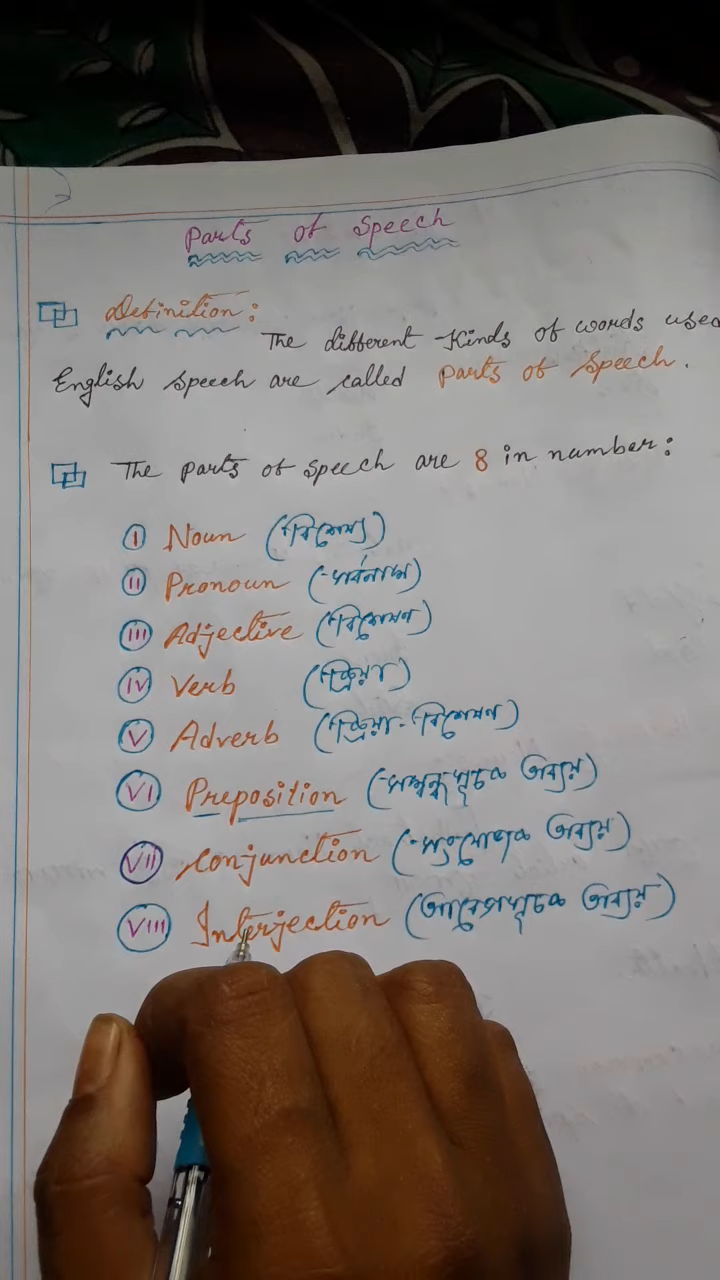 Parts of Speech
Definition:
The different kinds of words used
English speech are called Parts of Speech.
The parts of speech are 8 in number:
I Noun (বিশেষ্য)
II Pronoun (সর্বনাম)
III Adjective (বিশেষণ)
IV Verb (ক্রিয়া)
V Adverb (ক্রিয়া-বিশেষণ)
VI Preposition (সম্বন্ধসূচক অব্যয়)
VII Conjunction (সংযোজক অব্যয়)
VIII Interjection (আবেগসূচক অব্যয়)